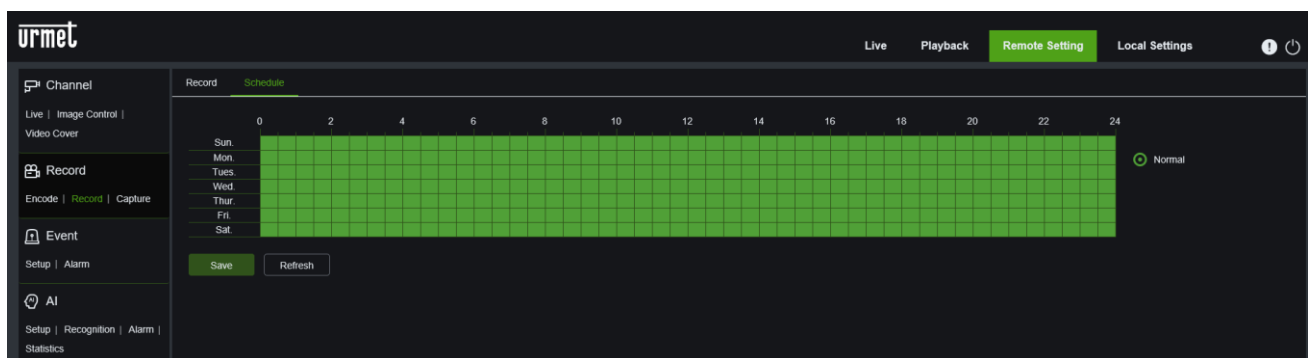 urmet
Live Playback Remote Setting Local Settings
Channel
Live | Image Control |
Video Cover
Record
Encode | Record | Capture
Event
Setup | Alarm
AI
Setup | Recognition | Alarm |
Statistics
Record Schedule
0 2 4 6 8 10 12 14 16 18 20 22 24
Sun.
Mon.
Tues.
Wed.
Thur.
Fri.
Sat.
Normal
Save Refresh